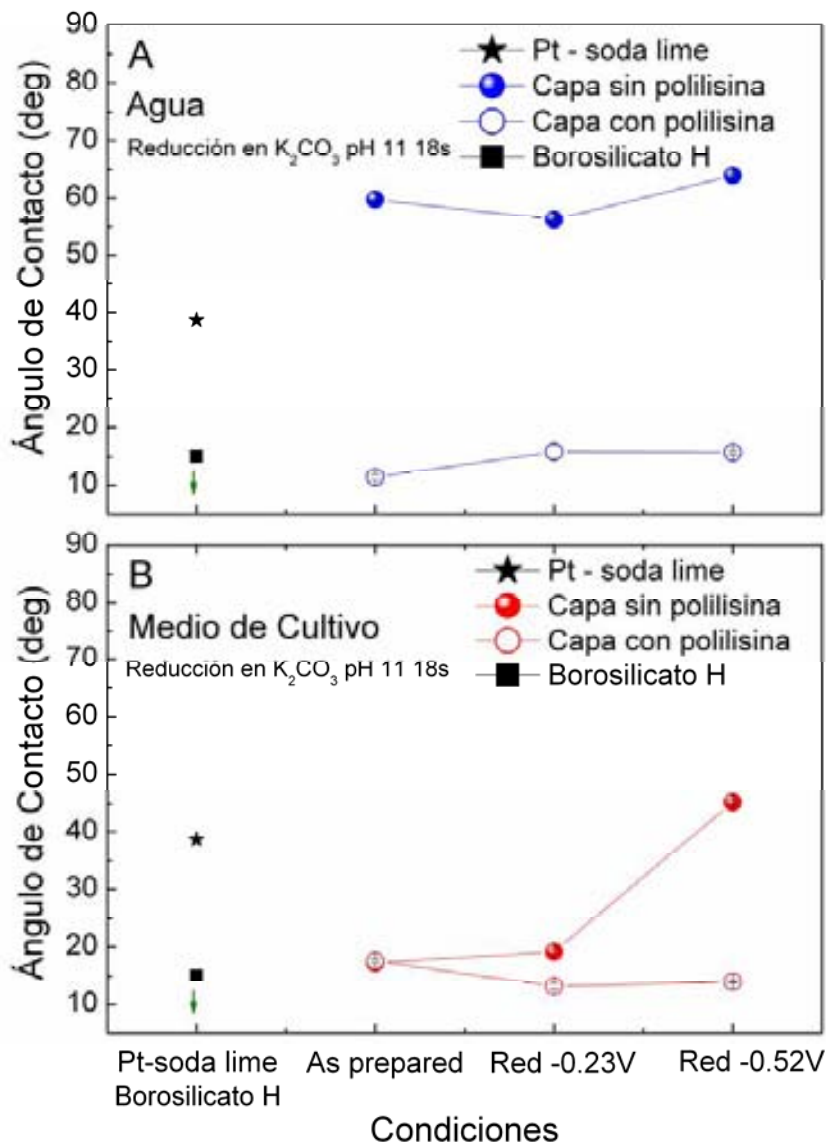 A
Agua
Reducción en K₂CO₃ pH 11 18s
Pt - soda lime
Capa sin polilisina
Capa con polilisina
Borosilicato H
Ángulo de Contacto (deg)
90
80
70
60
50
40
30
20
10
B
Medio de Cultivo
Reducción en K₂CO₃ pH 11 18s
Pt - soda lime
Capa sin polilisina
Capa con polilisina
Borosilicato H
Ángulo de Contacto (deg)
90
80
70
60
50
40
30
20
10
Pt-soda lime
Borosilicato H
As prepared
Red -0.23V
Red -0.52V
Condiciones